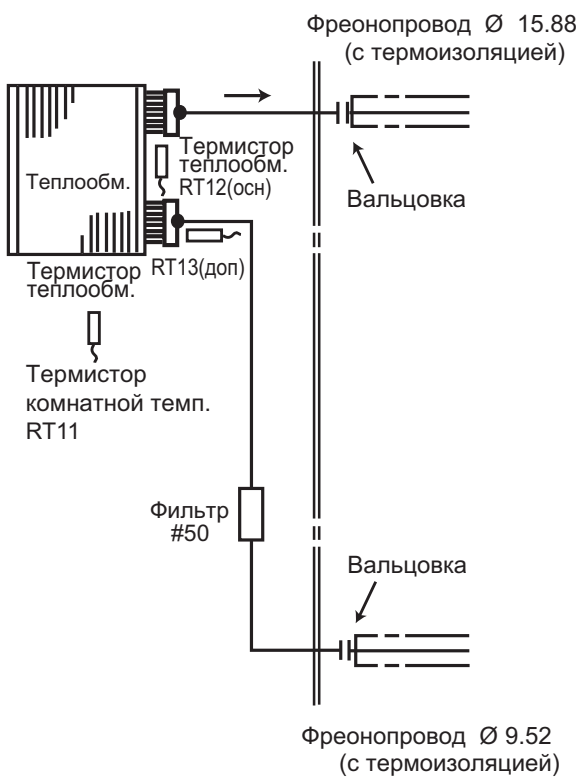 Фреонопровод Ø 15.88
(с термоизоляцией)
Термистор
теплообм.
RT12(осн)
Теплообм.
Вальцовка
Термистор
теплообм.
RT13(доп)
Термистор
комнатной темп.
RT11
Фильтр
#50
Вальцовка
Фреонопровод Ø 9.52
(с термоизоляцией)